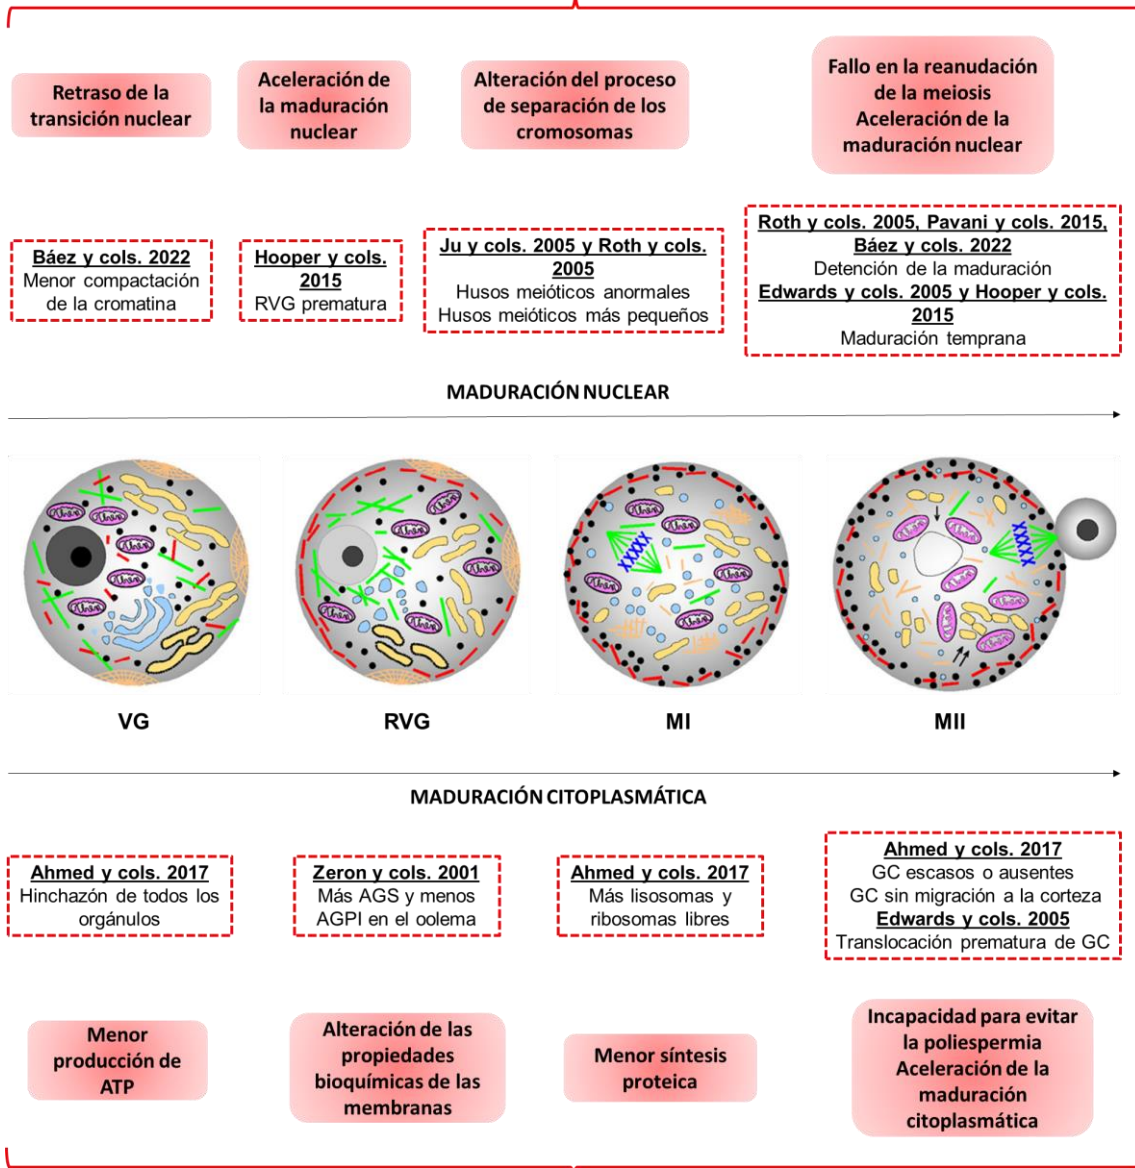 Retraso de la
transición nuclear
Aceleración de
la maduración
nuclear
Alteración del proceso
de separación de los
cromosomas
Fallo en la reanudación
de la meiosis
Aceleración de la
maduración nuclear
Báez y cols. 2022
Menor compactación
de la cromatina
Hooper y cols.
2015
RVG prematura
Ju y cols. 2005 y Roth y cols.
2005
Husos meióticos anormales
Husos meióticos más pequeños
Roth y cols. 2005, Pavani y cols. 2015,
Báez y cols. 2022
Detención de la maduración
Edwards y cols. 2005 y Hooper y cols.
2015
Maduración temprana
MADURACIÓN NUCLEAR
XXXXX
XXXXX
VG
RVG
MI
MII
MADURACIÓN CITOPLASMÁTICA
Ahmed y cols. 2017
Hinchazón de todos los
orgánulos
Zeron y cols. 2001
Más AGS y menos
AGPI en el oolema
Ahmed y cols. 2017
Más lisosomas y
ribosomas libres
Ahmed y cols. 2017
GC escasos o ausentes
GC sin migración a la corteza
Edwards y cols. 2005
Translocación prematura de GC
Menor
producción de
ATP
Alteración de las
propiedades
bioquímicas de las
membranas
Menor síntesis
proteica
Incapacidad para evitar
la poliespermia
Aceleración de la
maduración
citoplasmática